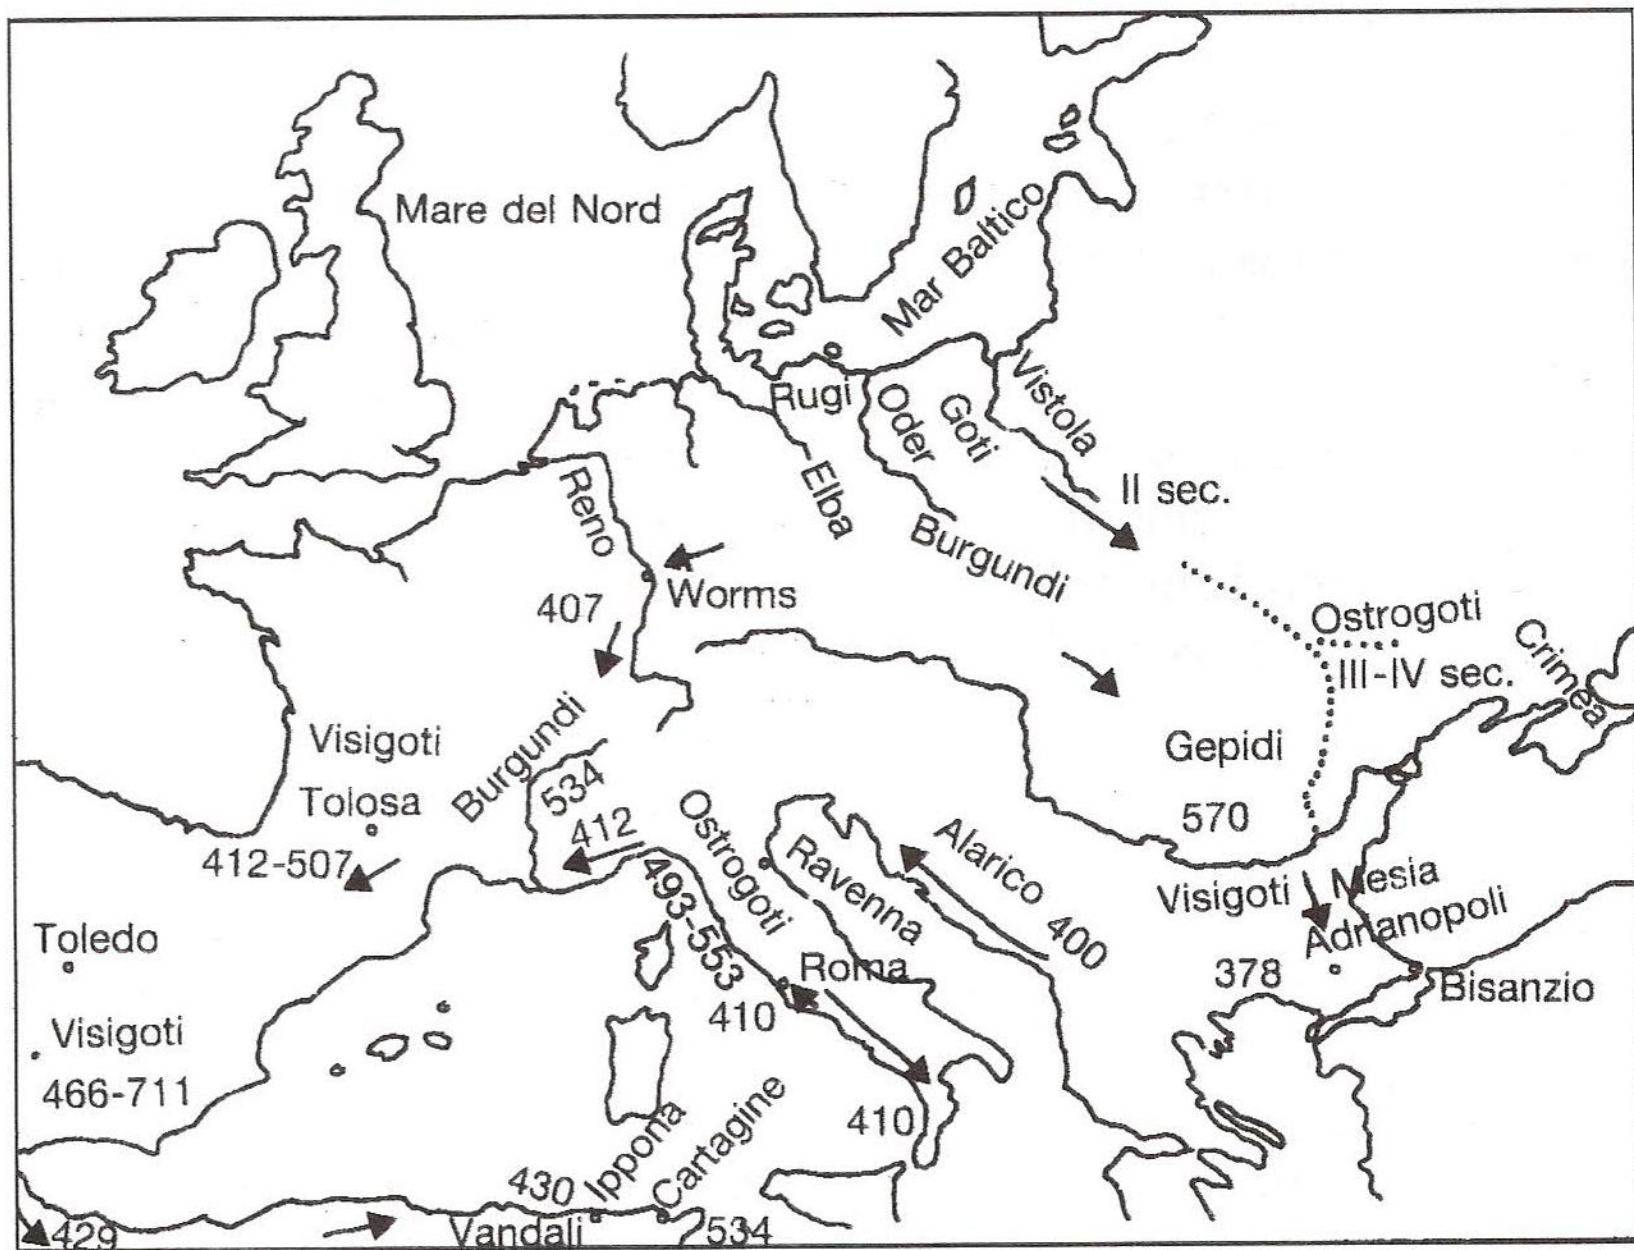 Mare del Nord
Mar Baltico
Rugi
Oder
Goti
Vistola
Elba
II sec.
Reno
Burgundi
Worms
407
Ostrogoti
III-IV sec.
Crimea
Visigoti
Burgundi
Gepidi
Tolosa
534
570
412
Ostrogoti
Alarico 400
412-507
493-553
Ravenna
Visigoti
Mesia
Adrianopoli
Toledo
Roma
378
Bisanzio
410
Visigoti
466-711
410
430
Ippona
Cartagine
429
Vandali
534